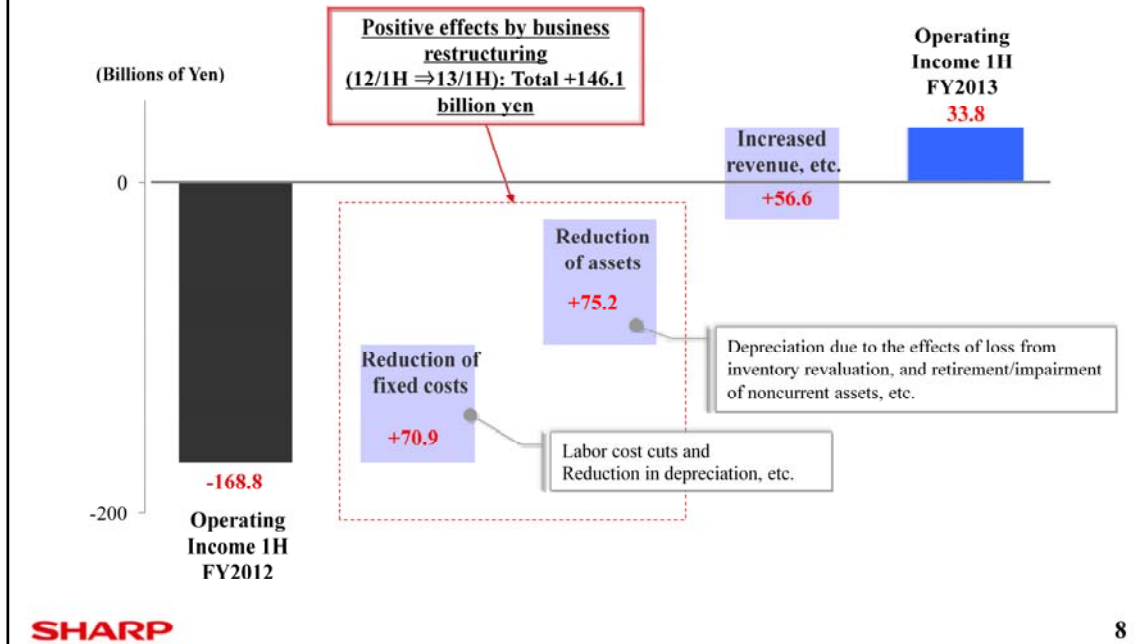 Positive effects by business
restructuring
(12/1H ⇒13/1H): Total +146.1
billion yen
(Billions of Yen)
Operating
Income 1H
FY2013
33.8
Increased
revenue, etc.
+56.6
0
Reduction
of assets
+75.2
Depreciation due to the effects of loss from
inventory revaluation, and retirement/impairment
of noncurrent assets, etc.
Reduction of
fixed costs
+70.9
Labor cost cuts and
Reduction in depreciation, etc.
-168.8
-200
Operating
Income 1H
FY2012
SHARP
8